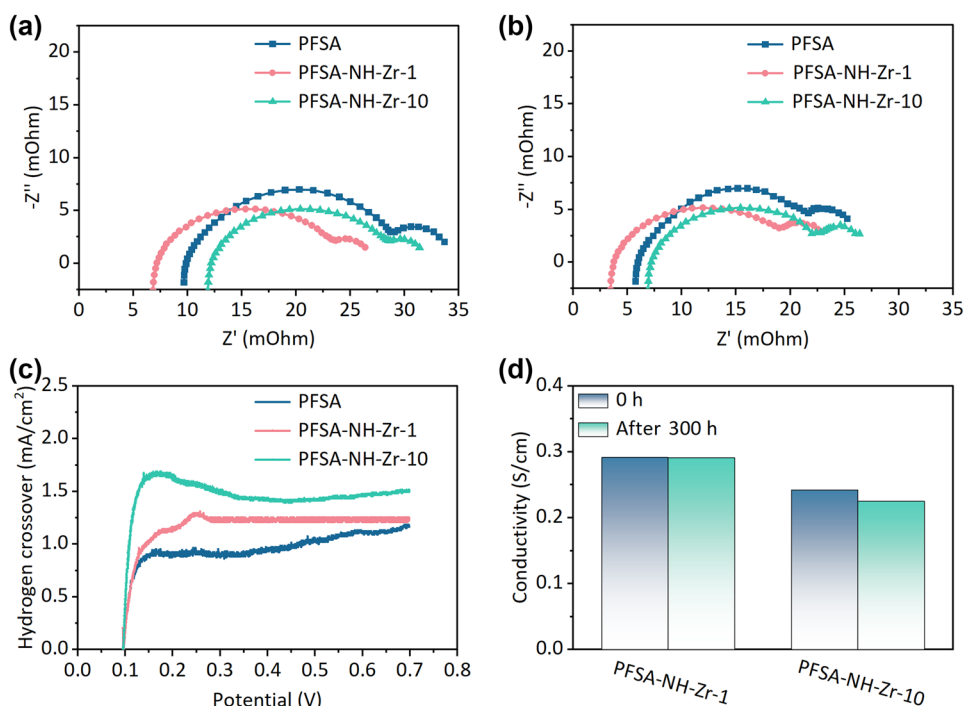 (a)
PFSA
PFSA-NH-Zr-1
PFSA-NH-Zr-10
20
15
10
5
0
-Z'' (mOhm)
0 5 10 15 20 25 30 35
Z' (mOhm)
(b)
PFSA
PFSA-NH-Zr-1
PFSA-NH-Zr-10
20
15
10
5
0
-Z'' (mOhm)
0 5 10 15 20 25 30 35
Z' (mOhm)
(c)
PFSA
PFSA-NH-Zr-1
PFSA-NH-Zr-10
2.5
2.0
1.5
1.0
0.5
0.0
Hydrogen crossover (mA/cm²)
0.0 0.1 0.2 0.3 0.4 0.5 0.6 0.7 0.8
Potential (V)
(d)
0 h
After 300 h
0.4
0.3
0.2
0.1
0.0
Conductivity (S/cm)
PFSA-NH-Zr-1
PFSA-NH-Zr-10